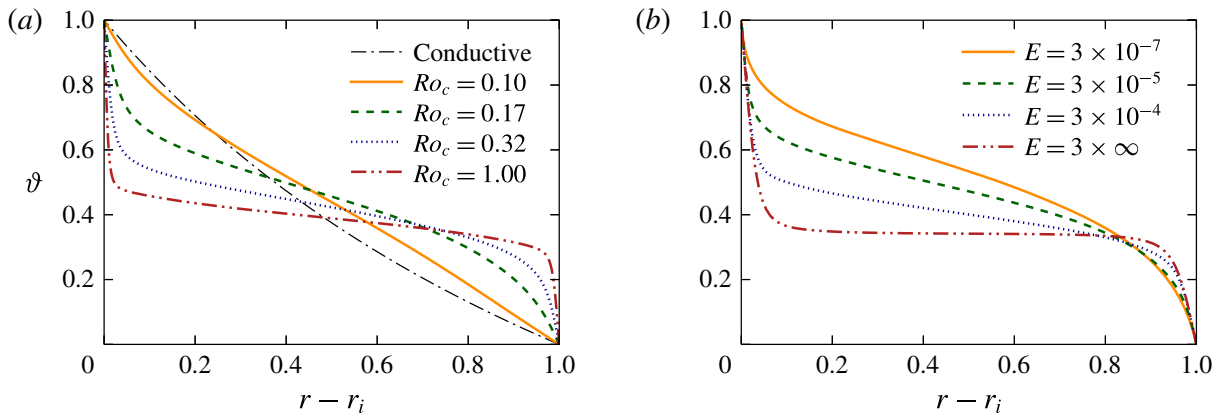 (a)
1.0
0.8
0.6
0.4
0.2
ϑ
Conductive
Ro_c = 0.10
Ro_c = 0.17
Ro_c = 0.32
Ro_c = 1.00
0 0.2 0.4 0.6 0.8 1.0
r − r_i
(b)
1.0
0.8
0.6
0.4
0.2
E = 3 × 10⁻⁷
E = 3 × 10⁻⁵
E = 3 × 10⁻⁴
E = 3 × ∞
0 0.2 0.4 0.6 0.8 1.0
r − r_i